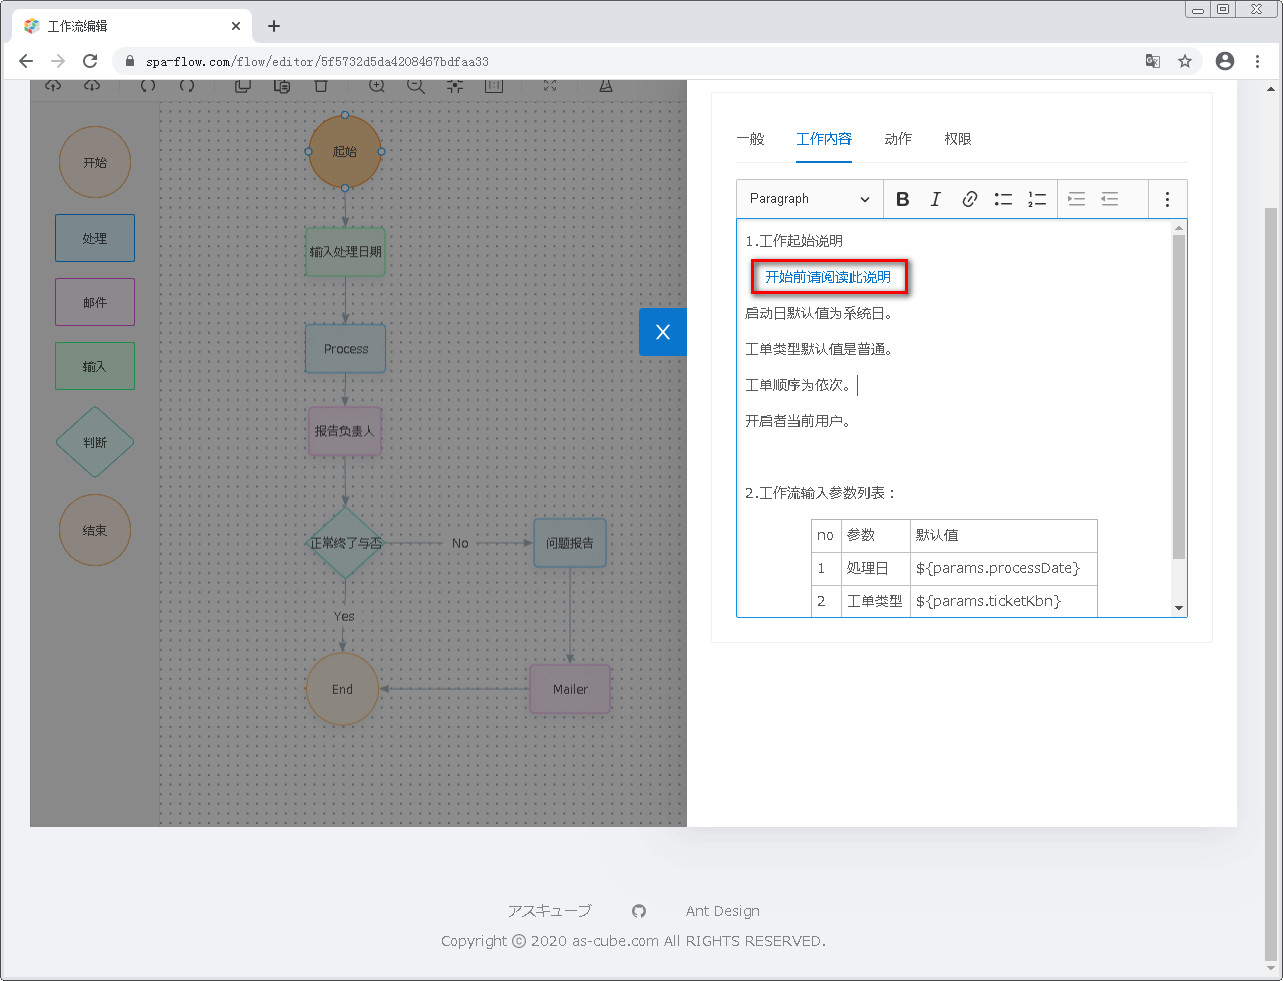 工作流编辑
spa-flow.com/flow/editor/5f5732d5da4208467bdfaa33
开始
处理
邮件
输入
判断
结束
起始
输入处理日期
Process
报告负责人
正常终了与否
No
问题报告
Yes
End
Mailer
一般 工作内容 动作 权限
Paragraph
1.工作起始说明
开始前请阅读此说明
启动日默认值为系统日。
工单类型默认值是普通。
工单顺序为依次。
开启者当前用户。
2.工作流输入参数列表：
no 参数 默认值
1 处理日 ${params.processDate}
2 工单类型 ${params.ticketKbn}
アスキューブ Ant Design
Copyright © 2020 as-cube.com All RIGHTS RESERVED.